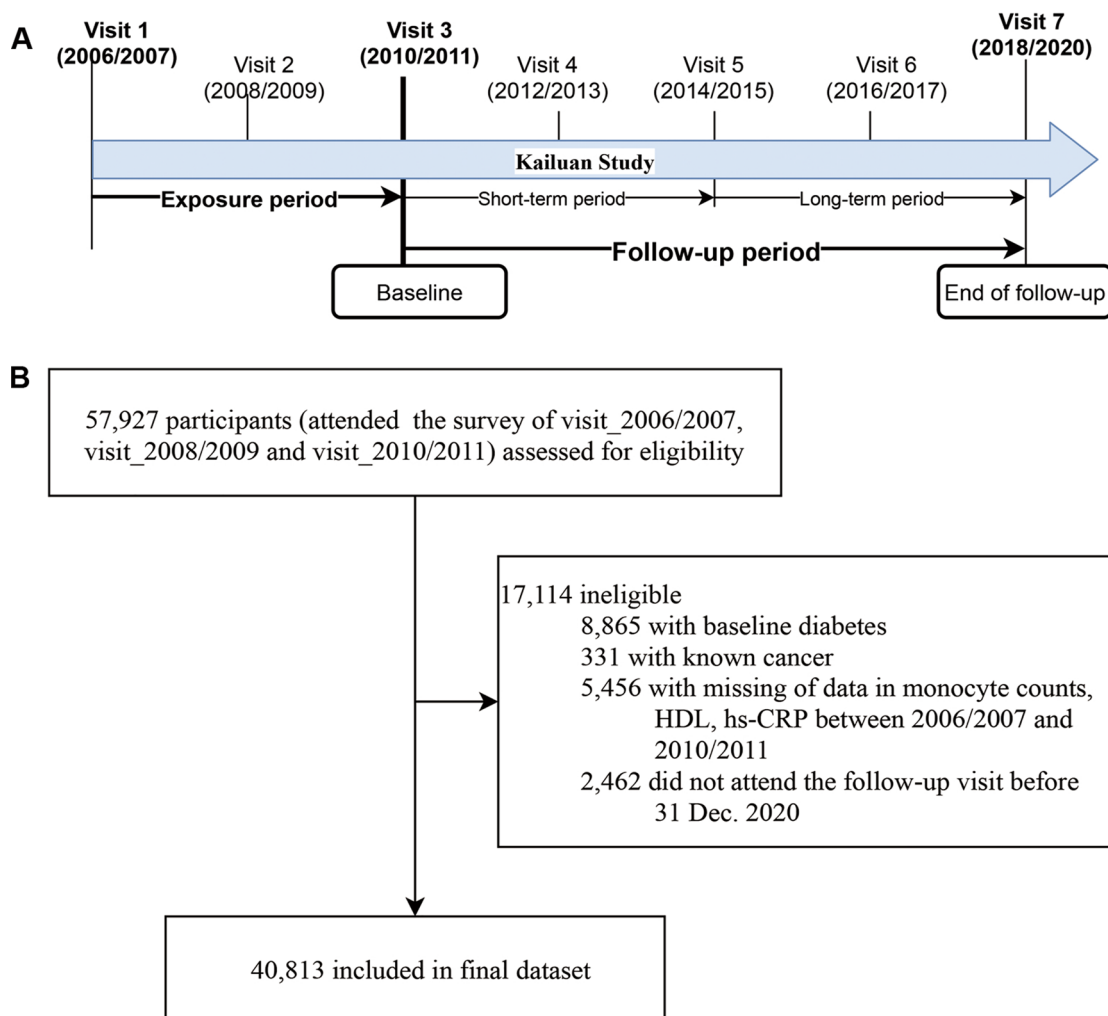 A
Visit 1
(2006/2007)
Visit 2
(2008/2009)
Visit 3
(2010/2011)
Visit 4
(2012/2013)
Visit 5
(2014/2015)
Visit 6
(2016/2017)
Visit 7
(2018/2020)
Kailuan Study
Exposure period
Short-term period
Long-term period
Follow-up period
Baseline
End of follow-up
B
57,927 participants (attended the survey of visit_2006/2007,
visit_2008/2009 and visit_2010/2011) assessed for eligibility
17,114 ineligible
8,865 with baseline diabetes
331 with known cancer
5,456 with missing of data in monocyte counts,
HDL, hs-CRP between 2006/2007 and
2010/2011
2,462 did not attend the follow-up visit before
31 Dec. 2020
40,813 included in final dataset